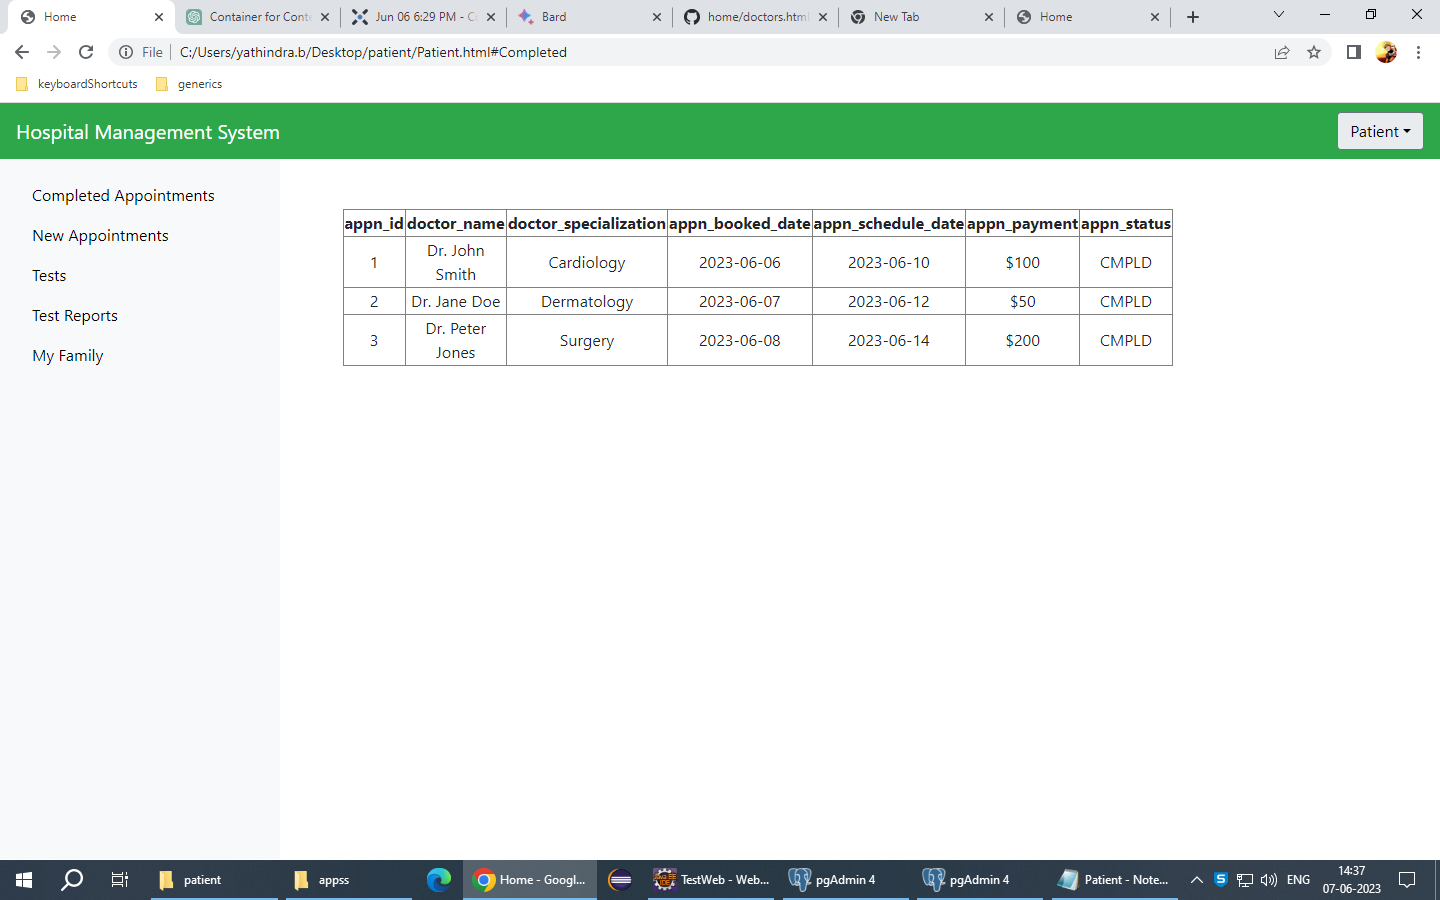 Home
Container for Conte
Jun 06 6:29 PM - C
Bard
home/doctors.html
New Tab
Home
File
C:/Users/yathindra.b/Desktop/patient/Patient.html#Completed
keyboardShortcuts
generics
Hospital Management System
Patient
Completed Appointments
New Appointments
Tests
Test Reports
My Family
appn_id doctor_name doctor_specialization appn_booked_date appn_schedule_date appn_payment appn_status
1 Dr. John Smith Cardiology 2023-06-06 2023-06-10 $100 CMPLD
2 Dr. Jane Doe Dermatology 2023-06-07 2023-06-12 $50 CMPLD
3 Dr. Peter Jones Surgery 2023-06-08 2023-06-14 $200 CMPLD
patient
appss
Home - Googl...
TestWeb - Web...
pgAdmin 4
pgAdmin 4
Patient - Note...
ENG
14:37
07-06-2023